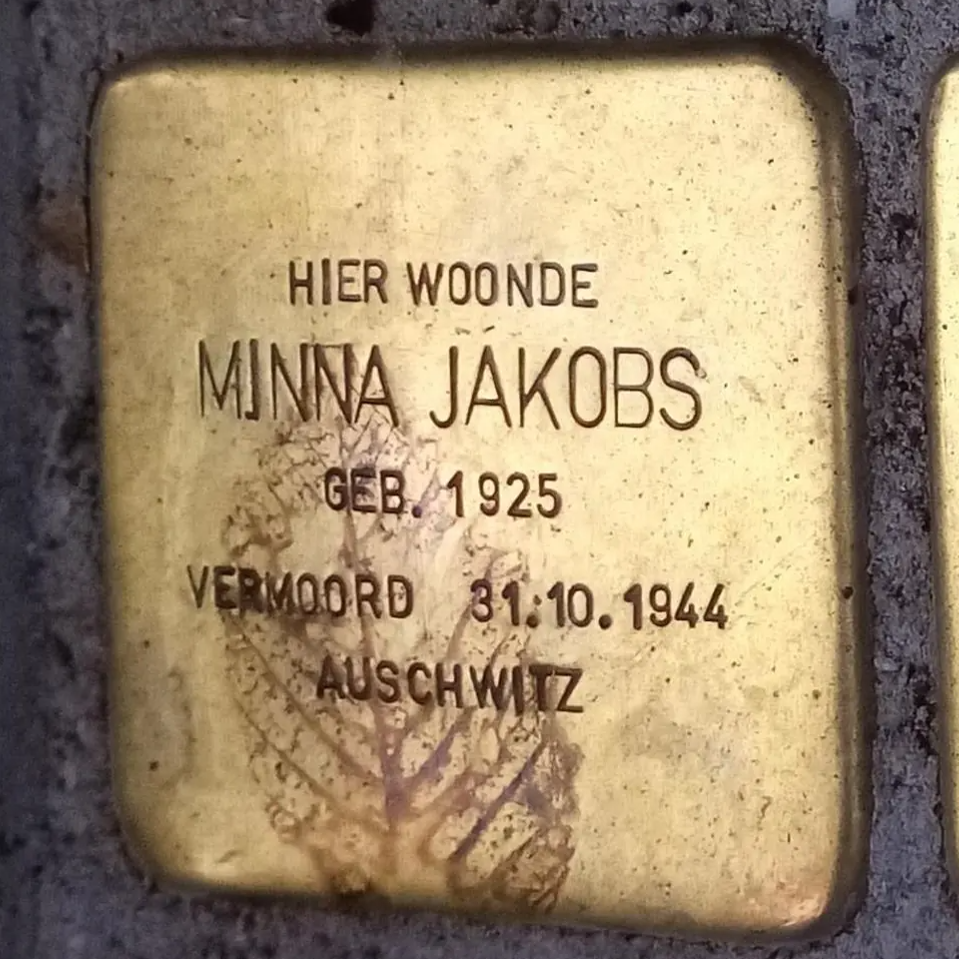 HIER WOONDE
MINNA JAKOBS
GEB. 1925
VERMOORD 31.10.1944
AUSCHWITZ